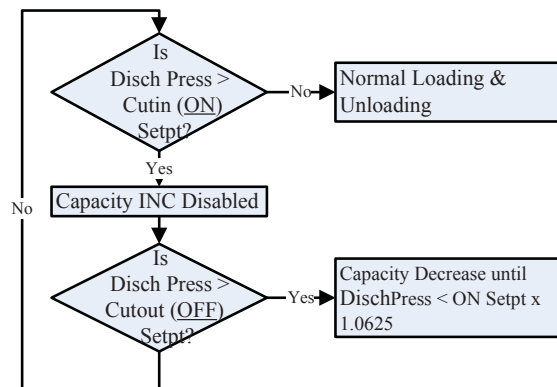 Is
Disch Press >
Cutin (ON)
Setpt?
No
Normal Loading &
Unloading
Yes
Capacity INC Disabled
No
Is
Disch Press >
Cutout (OFF)
Setpt?
Yes
Capacity Decrease until
DischPress < ON Setpt x
1.0625